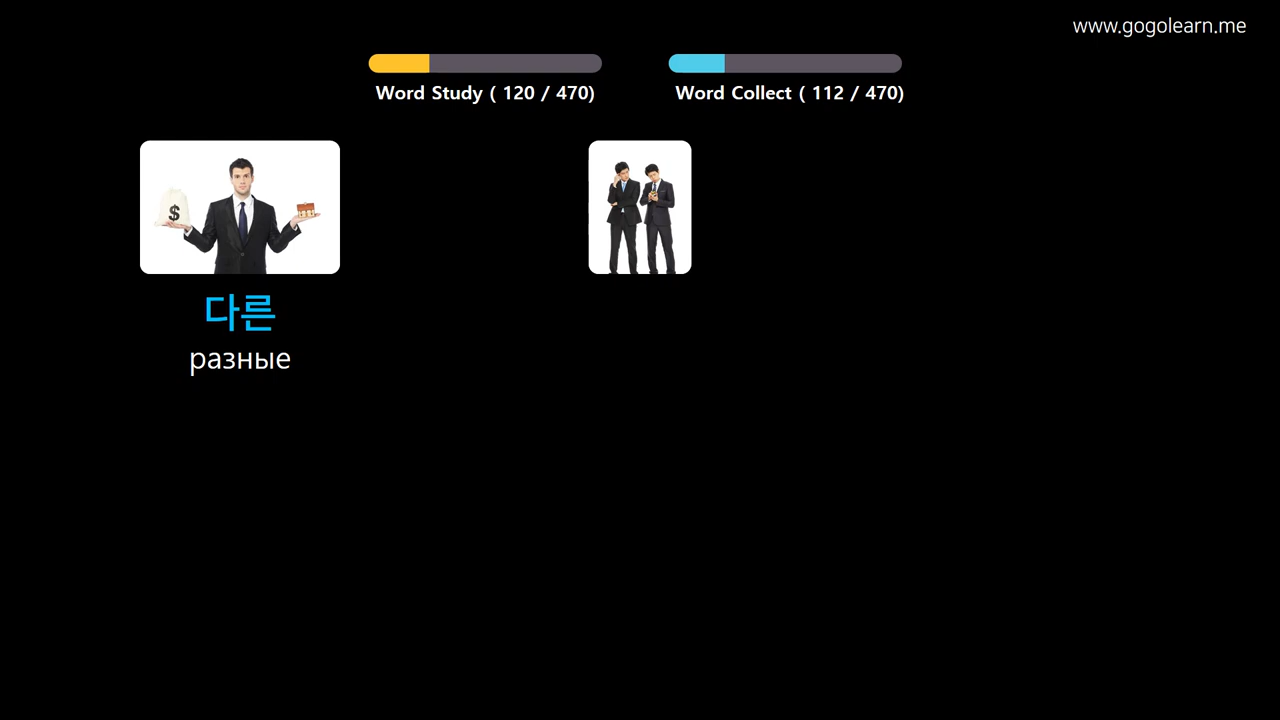 www.gogolearn.me
Word Study ( 120 / 470)
Word Collect ( 112 / 470)
$
다른
разные